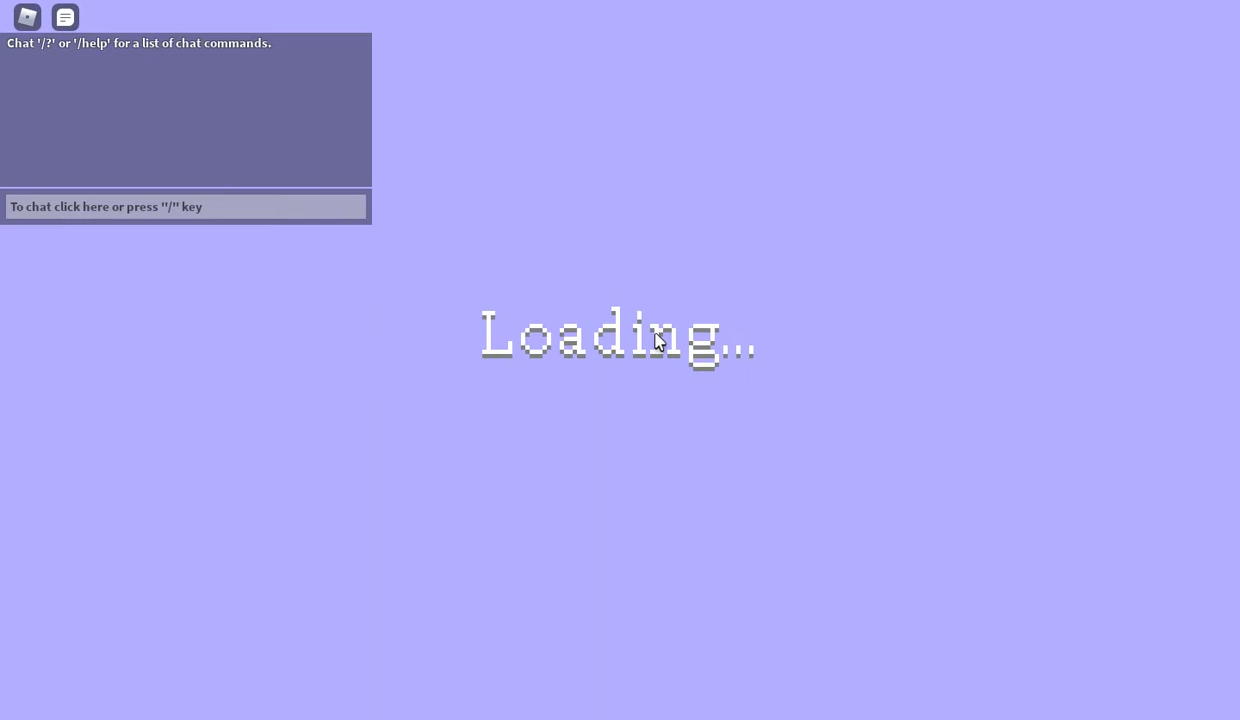 Chat '/?' or '/help' for a list of chat commands.
To chat click here or press "/" key
Loading...